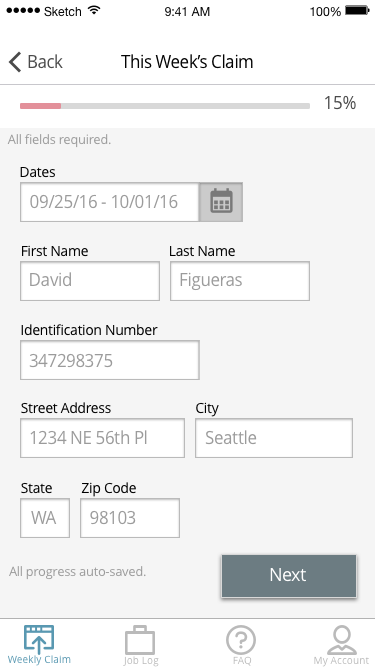 Sketch 9:41 AM 100%
Back This Week's Claim
15%
All fields required.
Dates
09/25/16 - 10/01/16
First Name Last Name
David Figueras
Identification Number
347298375
Street Address City
1234 NE 56th Pl Seattle
State Zip Code
WA 98103
All progress auto-saved. Next
Weekly Claim Job Log FAQ My Account